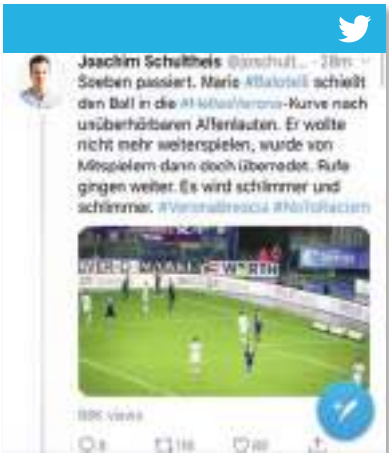 Joachim Schultheis @joschult... · 28m
Soeben passiert. Mario #Balotelli schießt
den Ball in die #HellasVerona-Kurve nach
unüberhörbaren Affenlauten. Er wollte
nicht mehr weiterspielen, wurde von
Mitspielern dann doch überredet. Rufe
gingen weiter. Es wird schlimmer und
schlimmer. #VeronaBrescia #NoToRacism
views